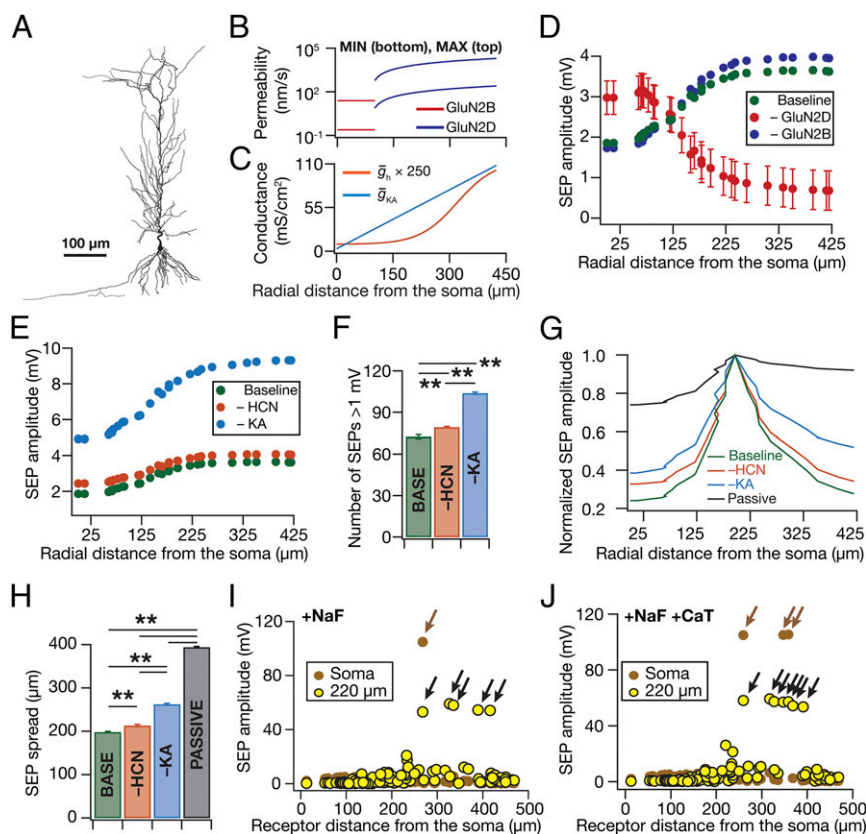 A
100 µm
B
MIN (bottom), MAX (top)
Permeability
(nm/s)
10⁵
10²
10⁻¹
GluN2B
GluN2D
C
Conductance
(mS/cm²)
110
55
0
g̅h × 250
g̅KA
0 150 300 450
Radial distance from the soma (µm)
D
SEP amplitude (mV)
4
3
2
1
0
Baseline
– GluN2D
– GluN2B
25 125 225 325 425
Radial distance from the soma (µm)
E
SEP amplitude (mV)
10
8
6
4
2
0
Baseline
– HCN
– KA
25 125 225 325 425
Radial distance from the soma (µm)
F
Number of SEPs >1 mV
120
90
60
30
0
**
** **
BASE
–HCN
–KA
G
Normalized SEP amplitude
1.0
0.8
0.6
0.4
0.2
Baseline
–HCN
–KA
Passive
25 125 225 325 425
Radial distance from the soma (µm)
H
SEP spread (µm)
400
300
200
100
0
**
**
**
BASE
–HCN
–KA
PASSIVE
I
+NaF
SEP amplitude (mV)
120
80
40
0
Soma
220 µm
0 100 200 300 400 500
Receptor distance from the soma (µm)
J
+NaF +CaT
SEP amplitude (mV)
120
80
40
0
Soma
220 µm
0 100 200 300 400 500
Receptor distance from the soma (µm)